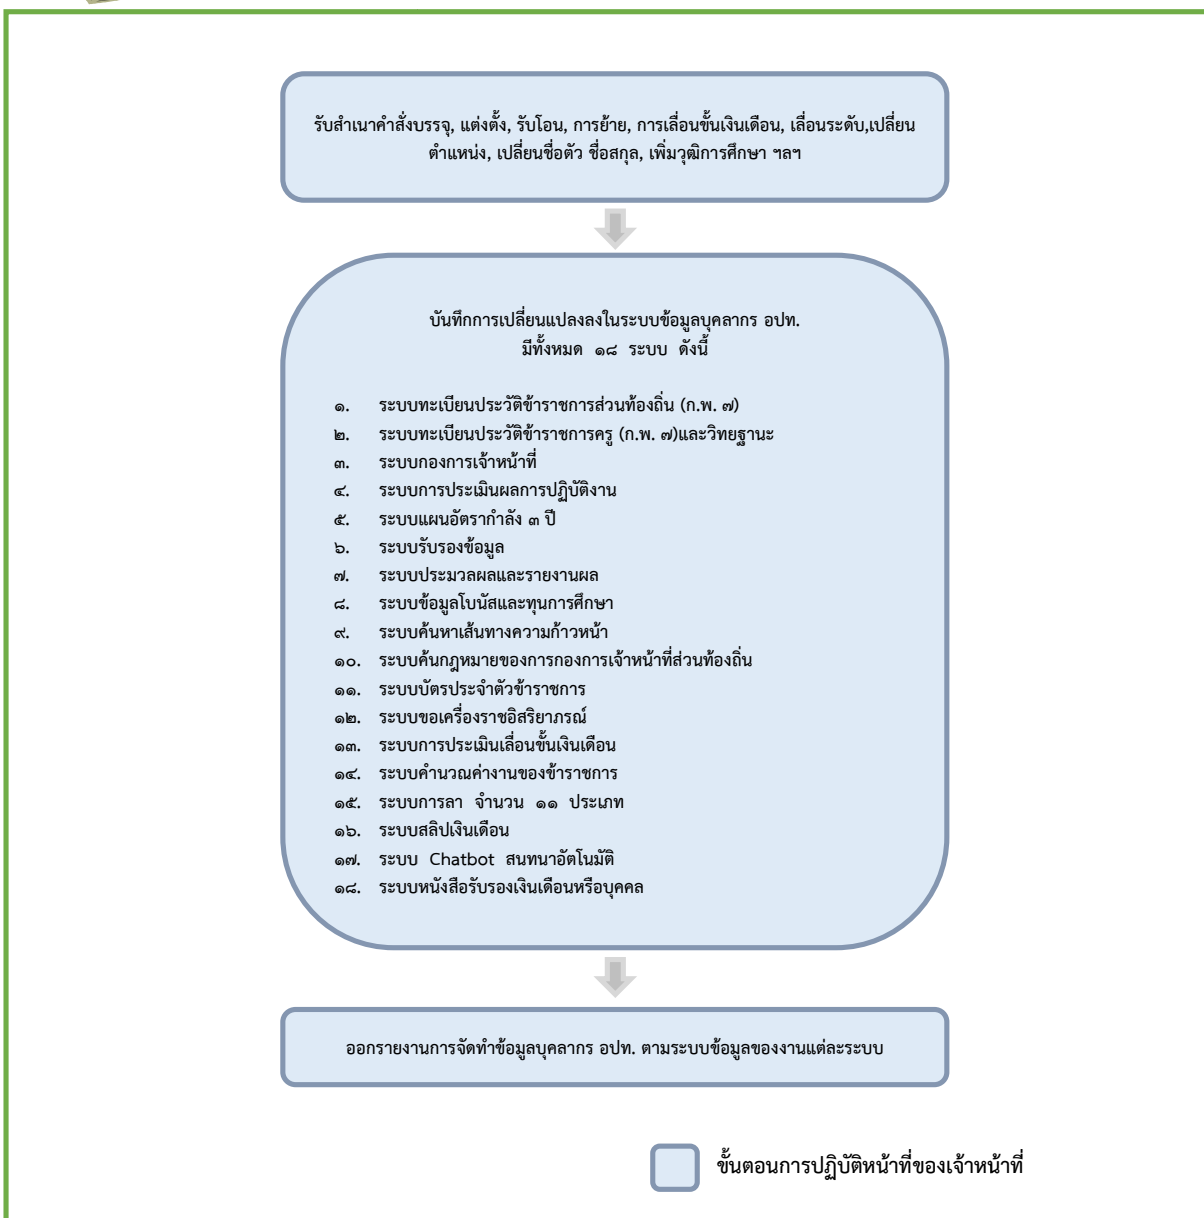 รับสำเนาคำสั่งบรรจุ, แต่งตั้ง, รับโอน, การย้าย, การเลื่อนขั้นเงินเดือน, เลื่อนระดับ,เปลี่ยน
ตำแหน่ง, เปลี่ยนชื่อตัว ชื่อสกุล, เพิ่มวุฒิการศึกษา ฯลฯ
บันทึกการเปลี่ยนแปลงลงในระบบข้อมูลบุคลากร อปท.
มีทั้งหมด ๑๘ ระบบ ดังนี้
๑. ระบบทะเบียนประวัติข้าราชการส่วนท้องถิ่น (ก.พ. ๗)
๒. ระบบทะเบียนประวัติข้าราชการครู (ก.พ. ๗)และวิทยฐานะ
๓. ระบบกองการเจ้าหน้าที่
๔. ระบบการประเมินผลการปฏิบัติงาน
๕. ระบบแผนอัตรากำลัง ๓ ปี
๖. ระบบรับรองข้อมูล
๗. ระบบประมวลผลและรายงานผล
๘. ระบบข้อมูลโบนัสและทุนการศึกษา
๙. ระบบค้นหาเส้นทางความก้าวหน้า
๑๐. ระบบค้นกฎหมายของการกองการเจ้าหน้าที่ส่วนท้องถิ่น
๑๑. ระบบบัตรประจำตัวข้าราชการ
๑๒. ระบบขอเครื่องราชอิสริยาภรณ์
๑๓. ระบบการประเมินเลื่อนขั้นเงินเดือน
๑๔. ระบบคำนวณค่างานของข้าราชการ
๑๕. ระบบการลา จำนวน ๑๑ ประเภท
๑๖. ระบบสลิปเงินเดือน
๑๗. ระบบ Chatbot สนทนาอัตโนมัติ
๑๘. ระบบหนังสือรับรองเงินเดือนหรือบุคคล
ออกรายงานการจัดทำข้อมูลบุคลากร อปท. ตามระบบข้อมูลของงานแต่ละระบบ
ขั้นตอนการปฏิบัติหน้าที่ของเจ้าหน้าที่